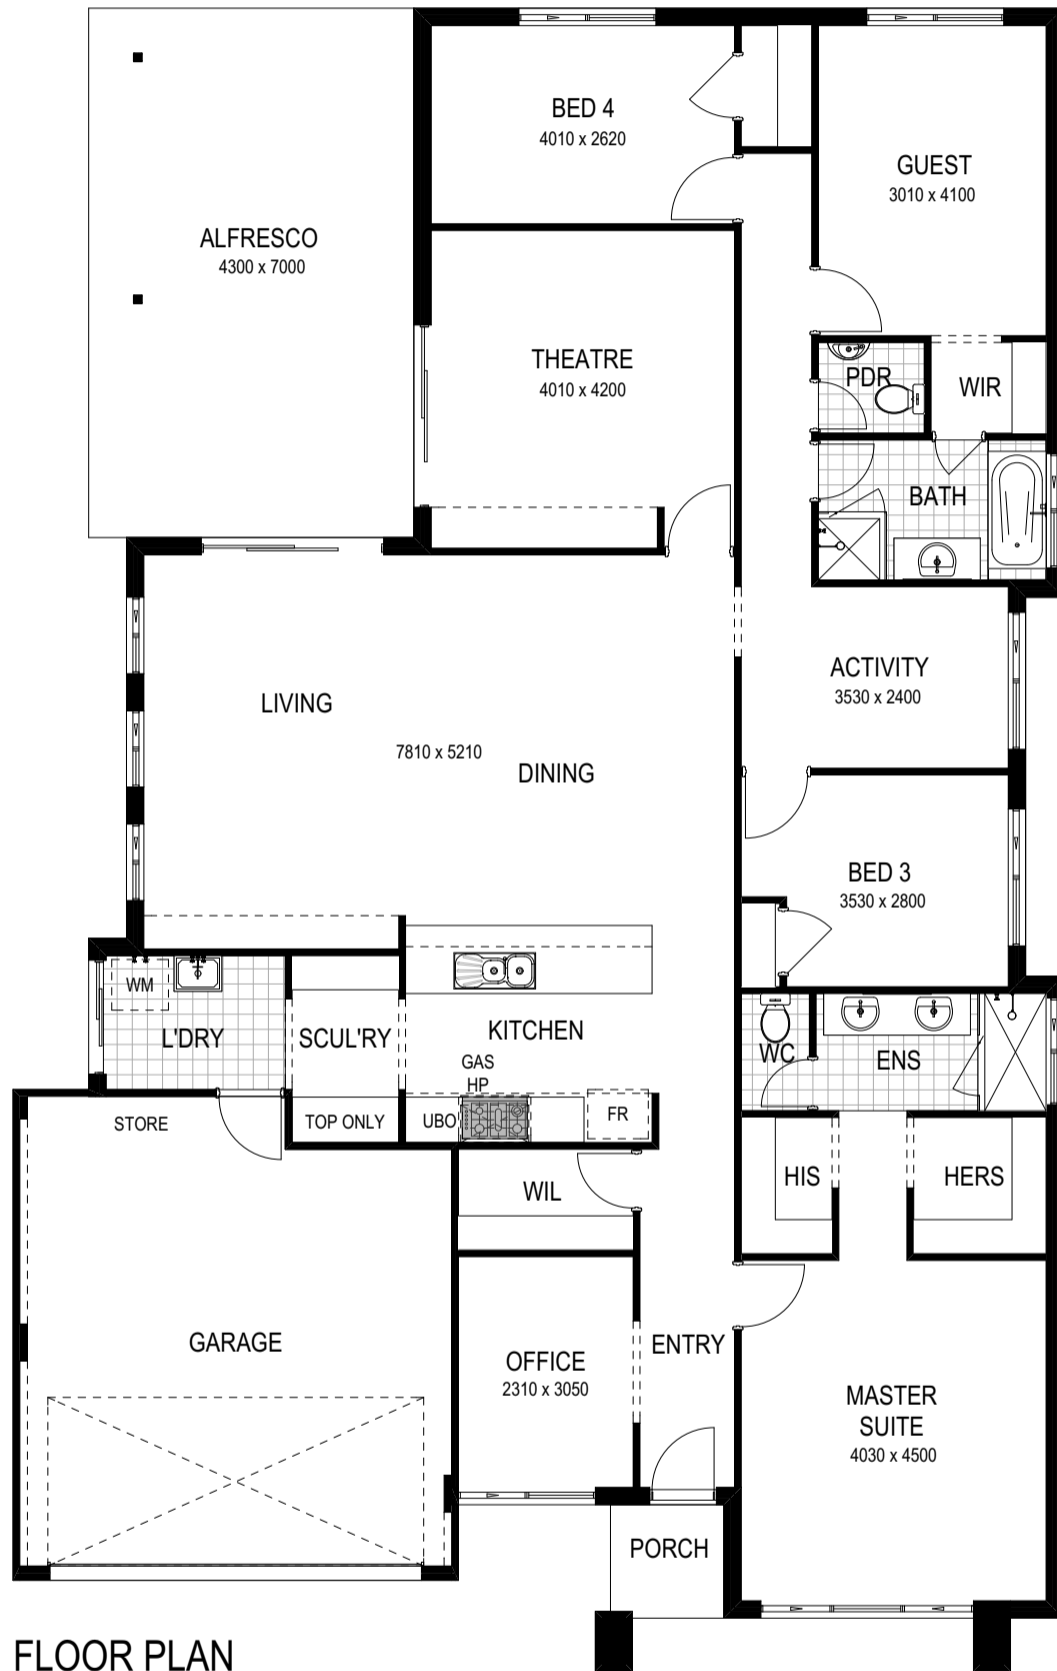 BED 4
4010 x 2620
GUEST
3010 x 4100
ALFRESCO
4300 x 7000
THEATRE
4010 x 4200
PDR
WIR
BATH
ACTIVITY
3530 x 2400
LIVING
7810 x 5210
DINING
BED 3
3530 x 2800
WM
L'DRY
SCUL'RY
KITCHEN
GAS
HP
WC
ENS
STORE
TOP ONLY
UBO
FR
WIL
HIS
HERS
GARAGE
OFFICE
2310 x 3050
ENTRY
MASTER
SUITE
4030 x 4500
PORCH
FLOOR PLAN